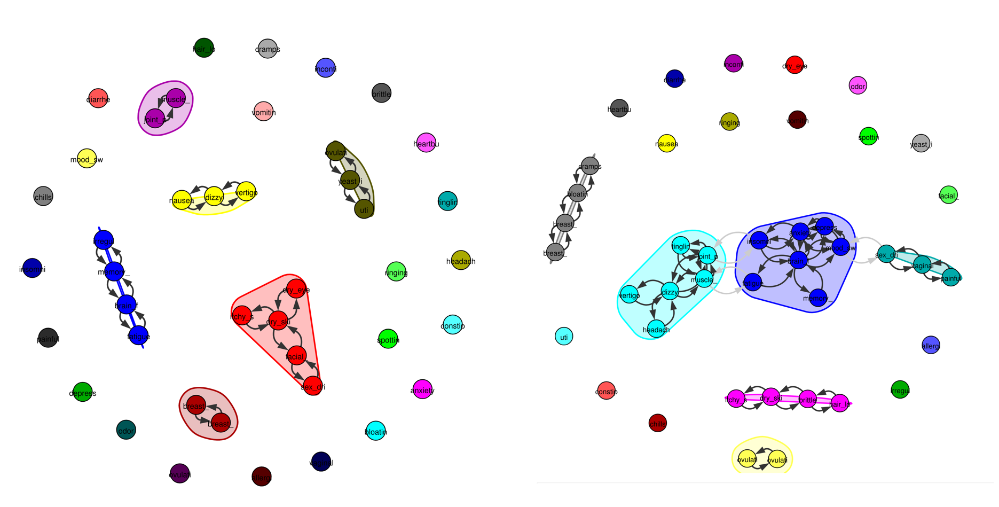 hair_lo
cramps
inconti
brittle
diarrhe
muscle_
joint_p
vomitin
heartbu
mood_sw
ovulati
yeast_i
uti
chills
nausea
dizzy
vertigo
tinglin
irregul
memory_
brain_f
fatigue
insomni
headach
ringing
dry_eye
itchy_s
dry_ski
facial_
sex_dri
painful
constip
spottin
depress
breast_
breast_
anxiety
odor
bloatin
ovulati
allergi
vaginal
inconti
dry_eye
diarrhe
odor
heartbu
ringing
vomitin
nausea
spottin
yeast_i
cramps
bloatin
breast_
breast_
facial_
tinglin
joint_p
muscle_
vertigo
dizzy
headach
insomni
anxiety
depress
mood_sw
brain_f
fatigue
memory_
sex_dri
vaginal
painful
uti
allergi
constip
itchy_s
dry_ski
brittle
hair_lo
irregul
chills
ovulati
ovulati